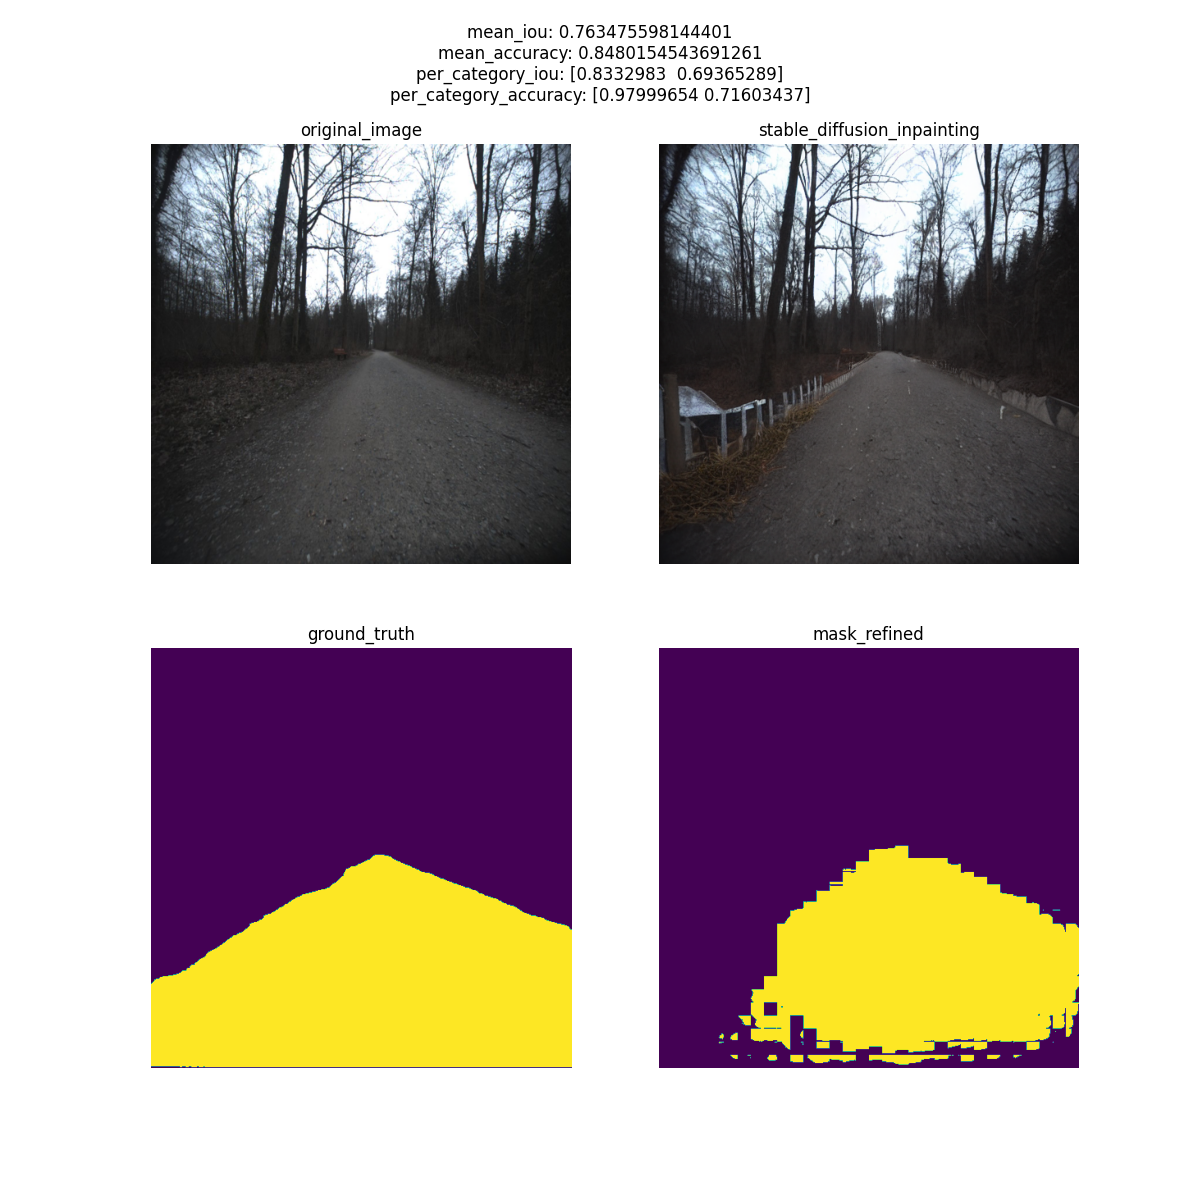 mean_iou: 0.763475598144401
mean_accuracy: 0.8480154543691261
per_category_iou: [0.8332983  0.69365289]
per_category_accuracy: [0.97999654 0.71603437]
original_image
stable_diffusion_inpainting
ground_truth
mask_refined